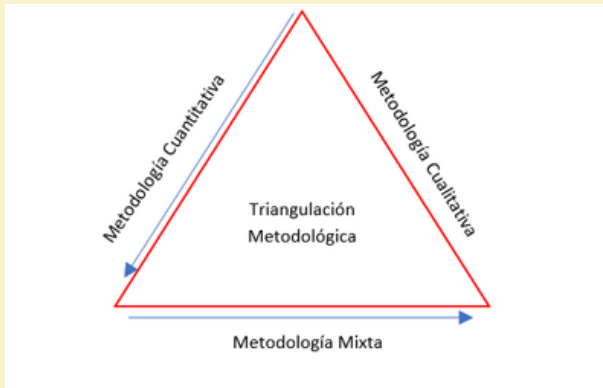 Metodología Cuantitativa
Metodología Cualitativa
Triangulación
Metodológica
Metodología Mixta